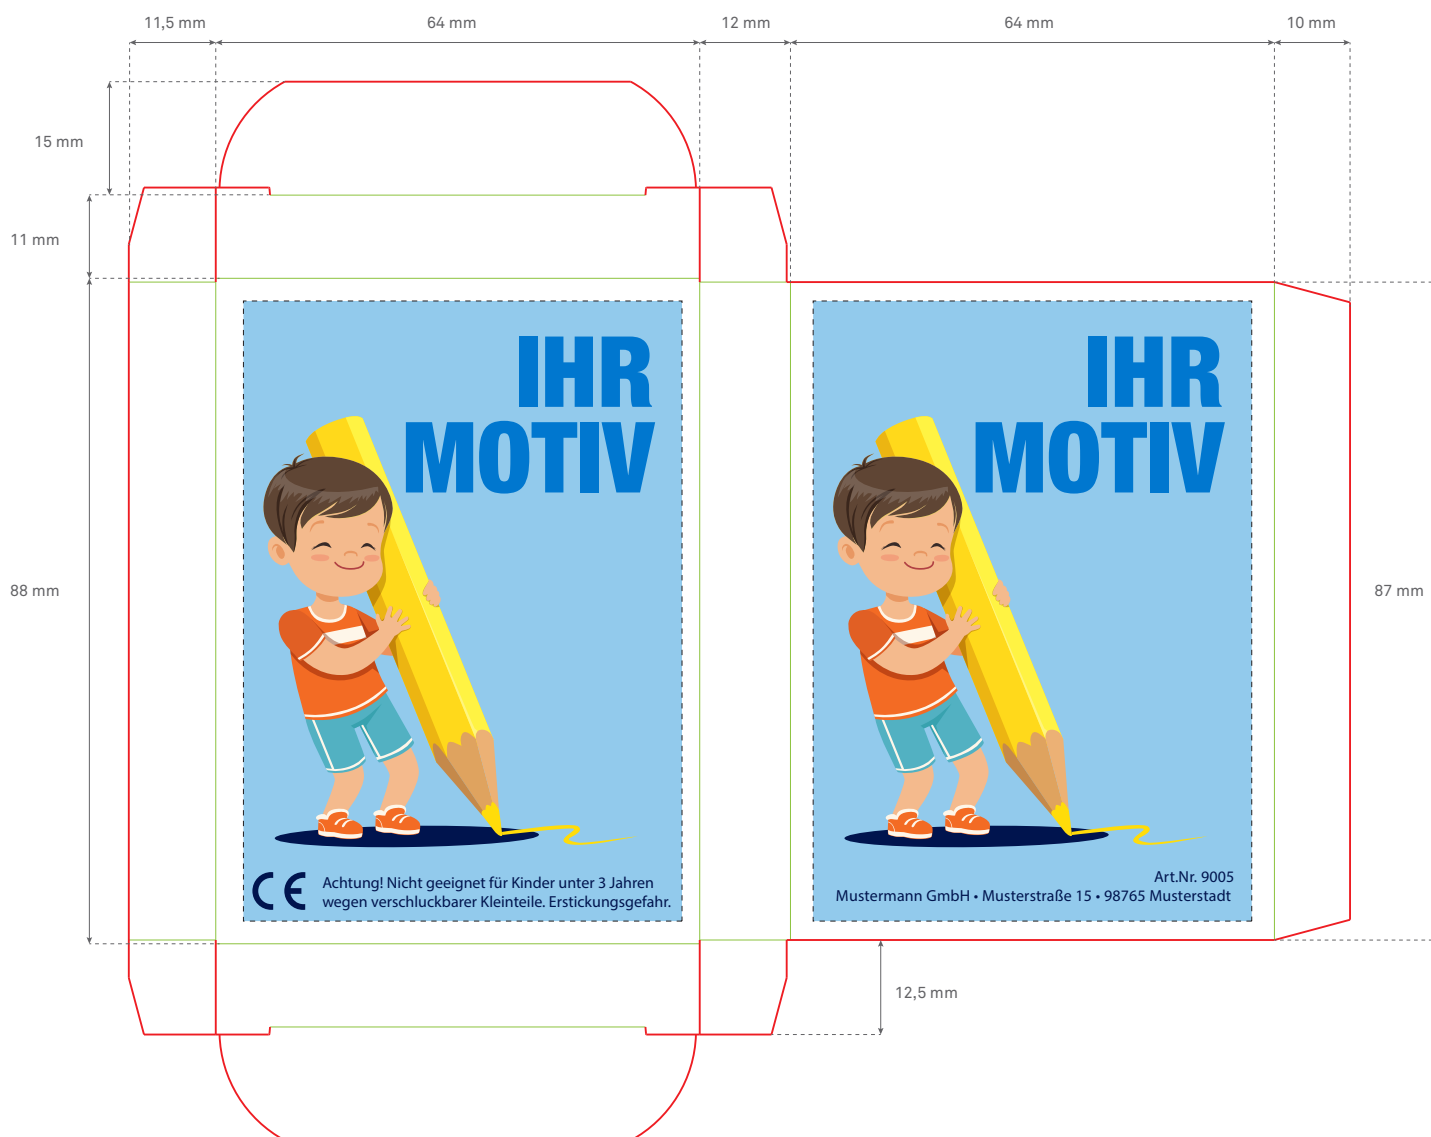 11,5 mm
64 mm
12 mm
64 mm
10 mm
15 mm
11 mm
88 mm
87 mm
12,5 mm
IHR
MOTIV
CE
Achtung! Nicht geeignet für Kinder unter 3 Jahren
wegen verschluckbarer Kleinteile. Erstickungsgefahr.
IHR
MOTIV
Art.Nr. 9005
Mustermann GmbH • Musterstraße 15 • 98765 Musterstadt